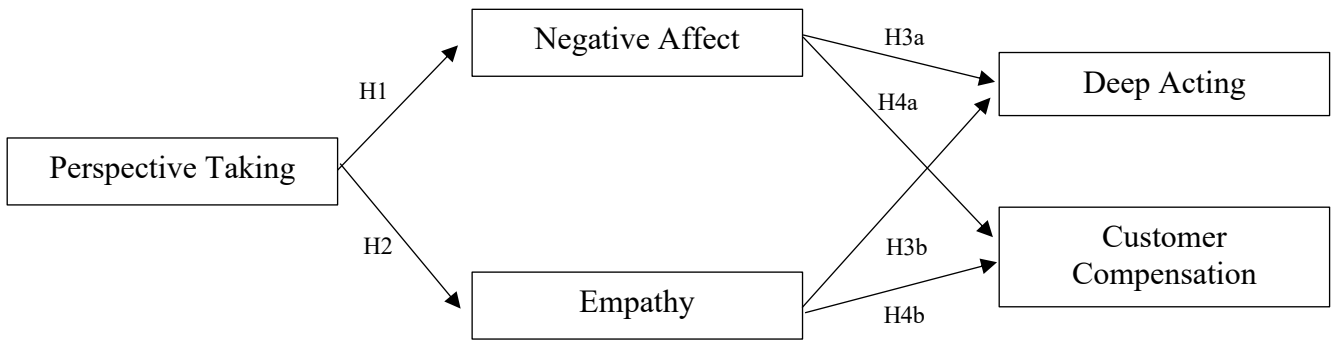 Negative Affect
H3a
Deep Acting
H1
H4a
Perspective Taking
H2
H3b
Customer
Compensation
Empathy
H4b